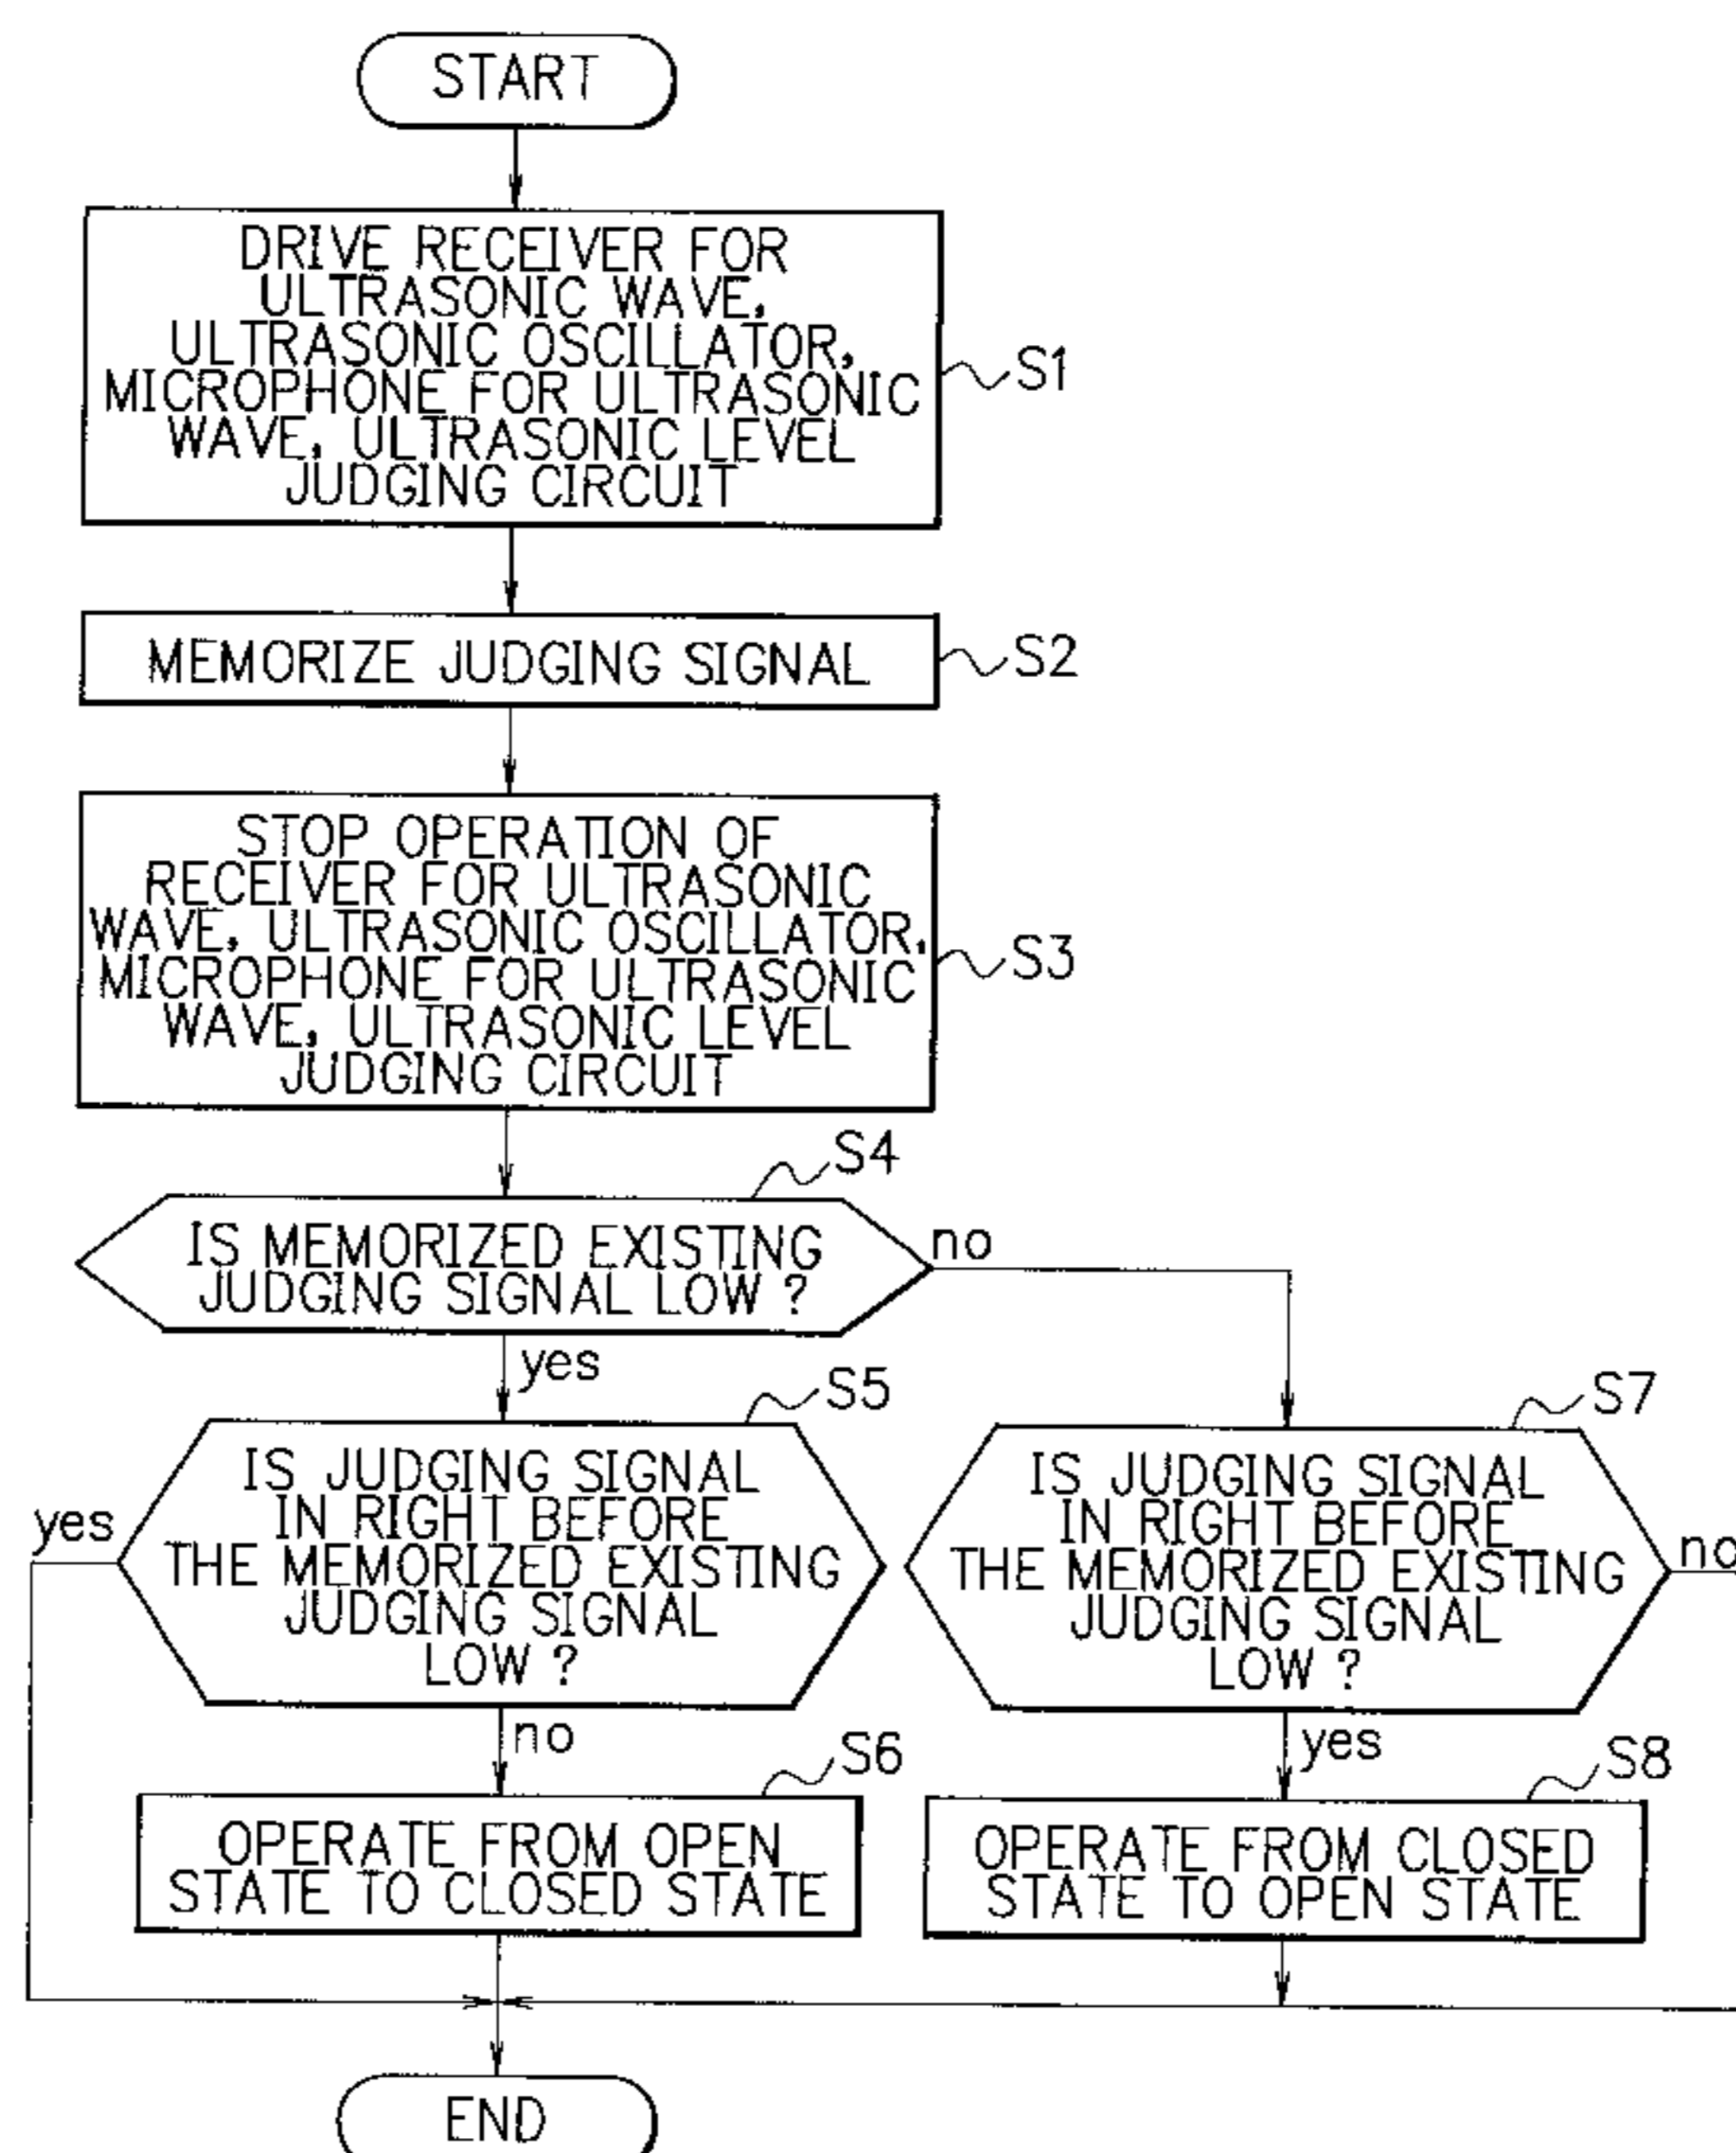 START
DRIVE RECEIVER FOR
ULTRASONIC WAVE,
ULTRASONIC OSCILLATOR,
MICROPHONE FOR ULTRASONIC
WAVE, ULTRASONIC LEVEL
JUDGING CIRCUIT
S1
MEMORIZE JUDGING SIGNAL
S2
STOP OPERATION OF
RECEIVER FOR ULTRASONIC
WAVE, ULTRASONIC OSCILLATOR,
MICROPHONE FOR ULTRASONIC
WAVE, ULTRASONIC LEVEL
JUDGING CIRCUIT
S3
S4
IS MEMORIZED EXISTING
JUDGING SIGNAL LOW ?
no
yes
S5
IS JUDGING SIGNAL
IN RIGHT BEFORE
THE MEMORIZED EXISTING
JUDGING SIGNAL
LOW ?
yes
no
S7
IS JUDGING SIGNAL
IN RIGHT BEFORE
THE MEMORIZED EXISTING
JUDGING SIGNAL
LOW ?
no
yes
S6
OPERATE FROM OPEN
STATE TO CLOSED STATE
S8
OPERATE FROM CLOSED
STATE TO OPEN STATE
END